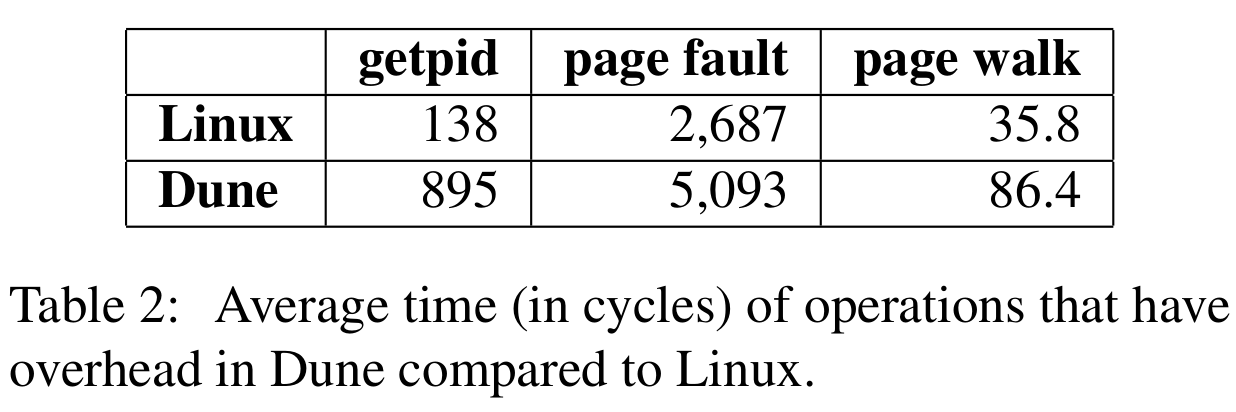 getpid page fault page walk
Linux 138 2,687 35.8
Dune 895 5,093 86.4
Table 2: Average time (in cycles) of operations that have
overhead in Dune compared to Linux.